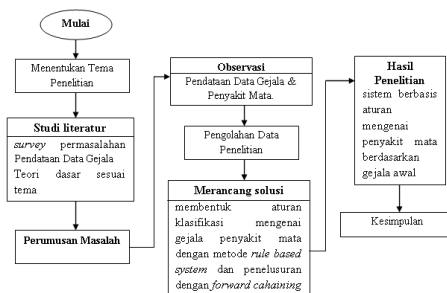 Mulai
Menentukan Tema
Penelitian
Studi literatur
survey permasalahan
Pendataan Data Gejala
Teori dasar sesuai
tema
Perumusan Masalah
Observasi
Pendataan Data Gejala &
Penyakit Mata.
Pengolahan Data
Penelitian
Merancang solusi
membentuk aturan
klasifikasi mengenai
gejala penyakit mata
dengan metode rule based
system dan penelusuran
dengan forward cahaining
Hasil
Penelitian
sistem berbasis
aturan
mengenai
penyakit mata
berdasarkan
gejala awal
Kesimpulan